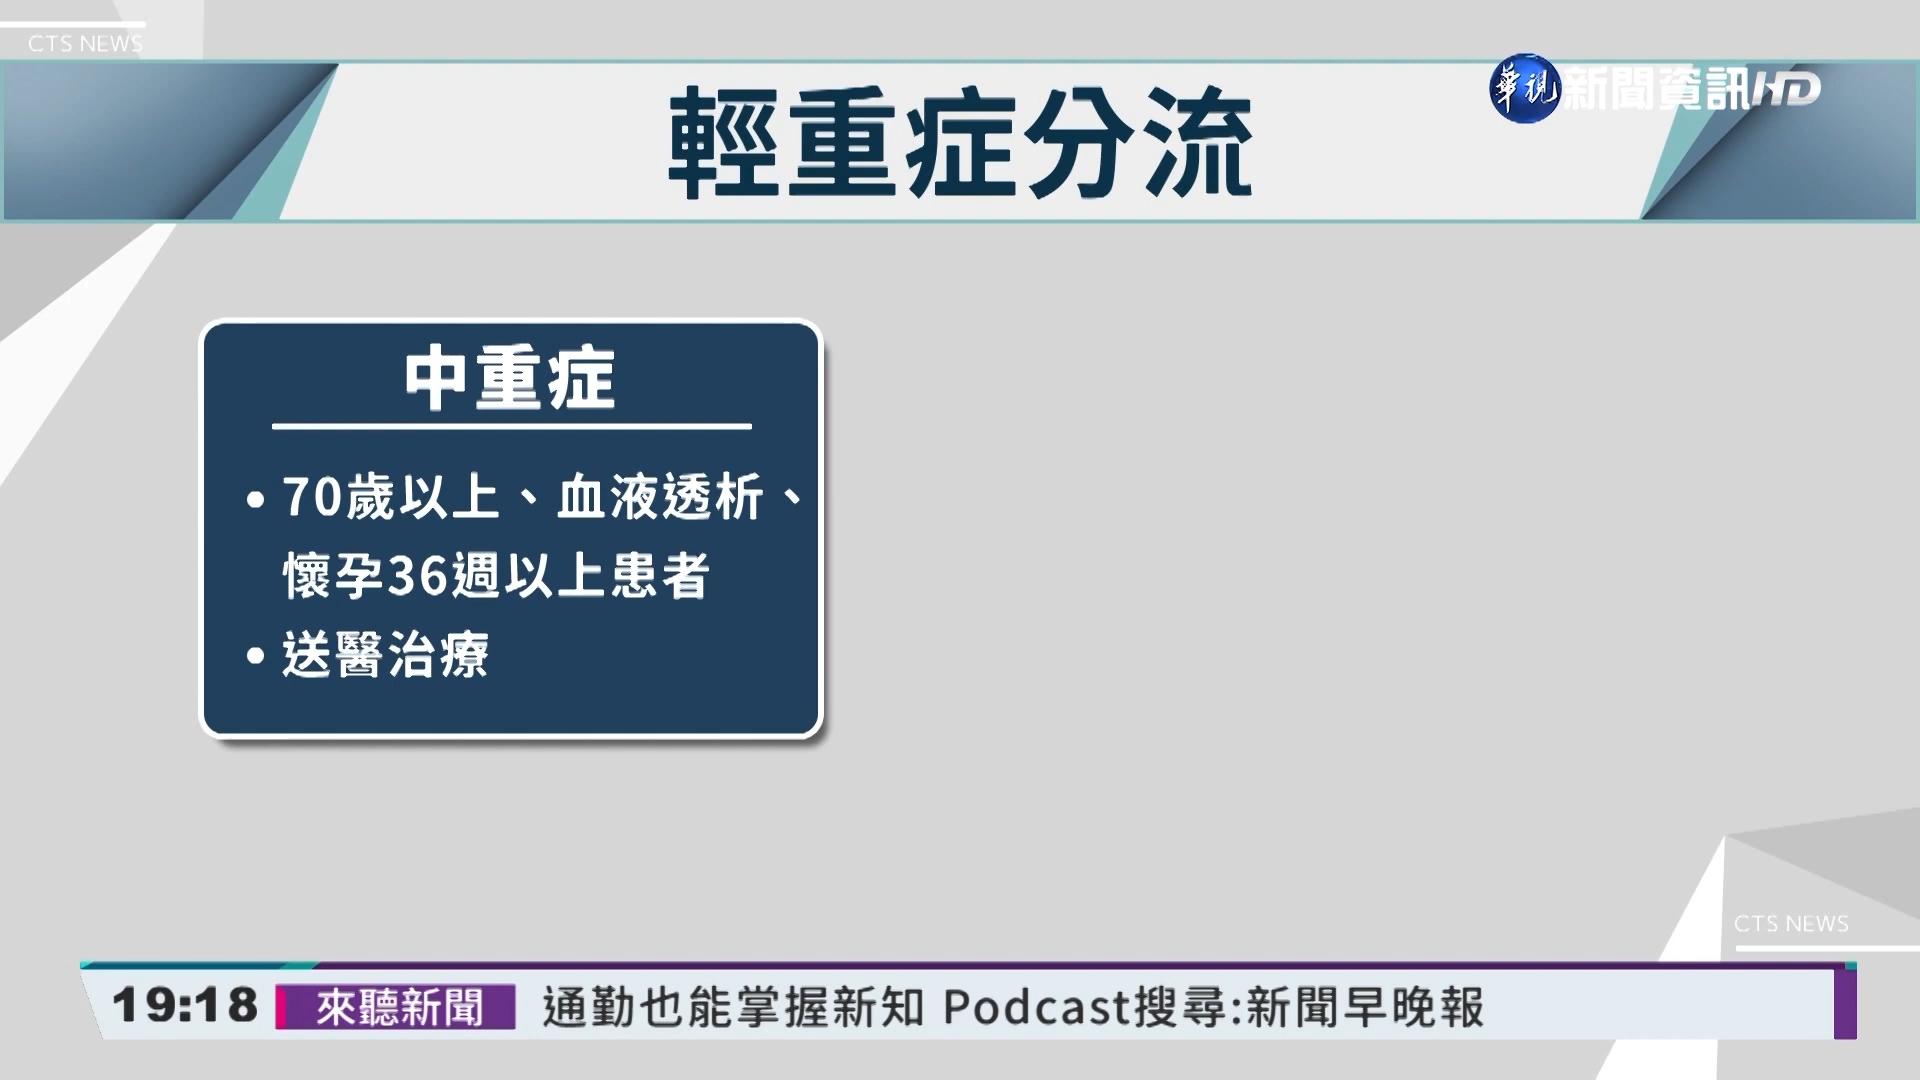 CTS NEWS
輕重症分流
華視新聞資訊HD
中重症
•70歲以上、血液透析、
懷孕36週以上患者
•送醫治療
CTS NEWS
19:18 來聽新聞 通勤也能掌握新知 Podcast搜尋:新聞早晚報